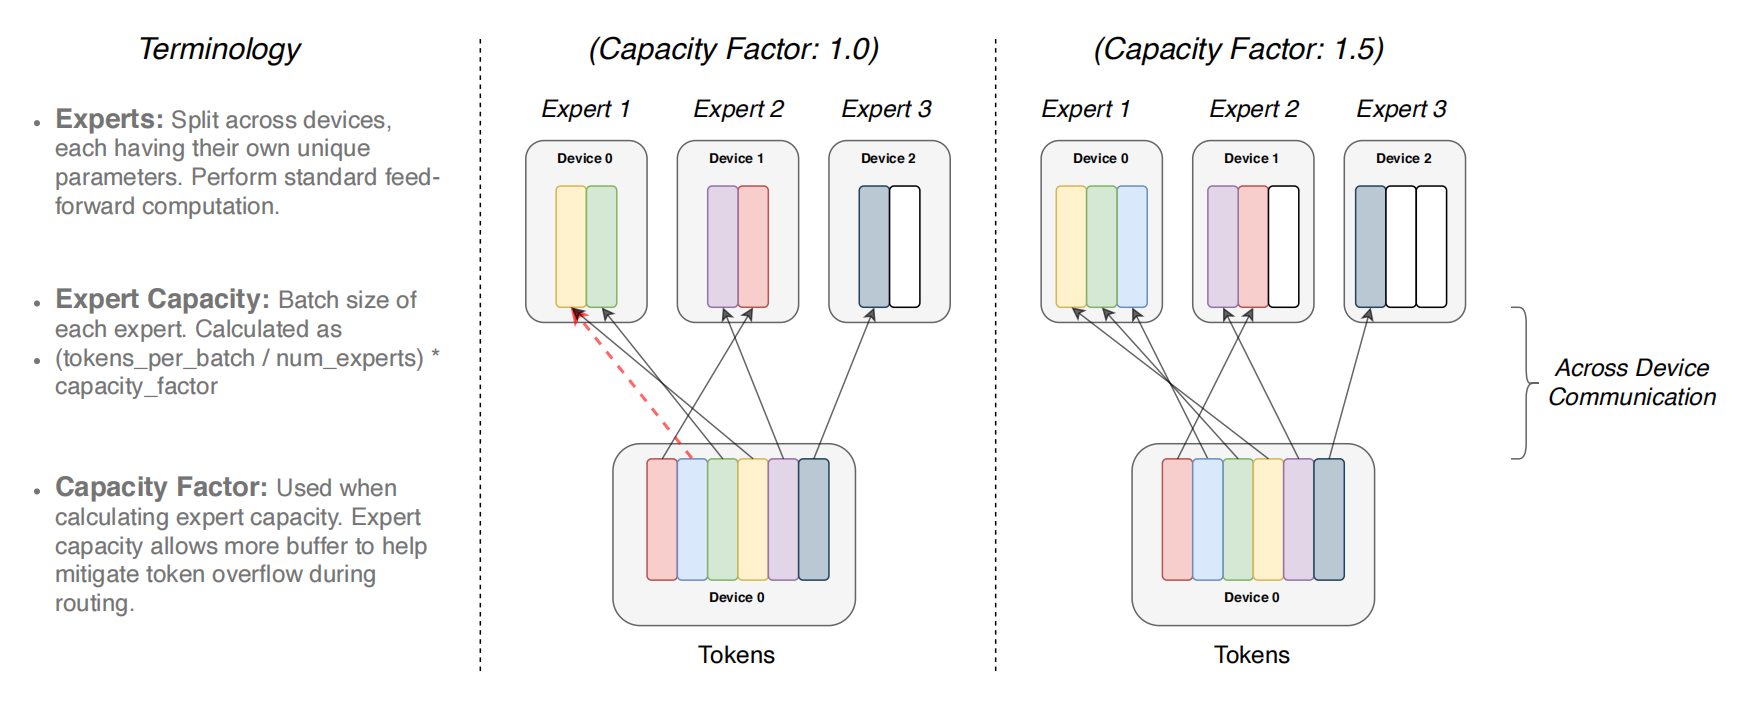 Terminology
• Experts: Split across devices,
each having their own unique
parameters. Perform standard feed-
forward computation.
• Expert Capacity: Batch size of
each expert. Calculated as
• (tokens_per_batch / num_experts) *
capacity_factor
• Capacity Factor: Used when
calculating expert capacity. Expert
capacity allows more buffer to help
mitigate token overflow during
routing.
(Capacity Factor: 1.0)
Expert 1
Expert 2
Expert 3
Device 0
Device 1
Device 2
Device 0
Tokens
(Capacity Factor: 1.5)
Expert 1
Expert 2
Expert 3
Device 0
Device 1
Device 2
Device 0
Tokens
Across Device
Communication